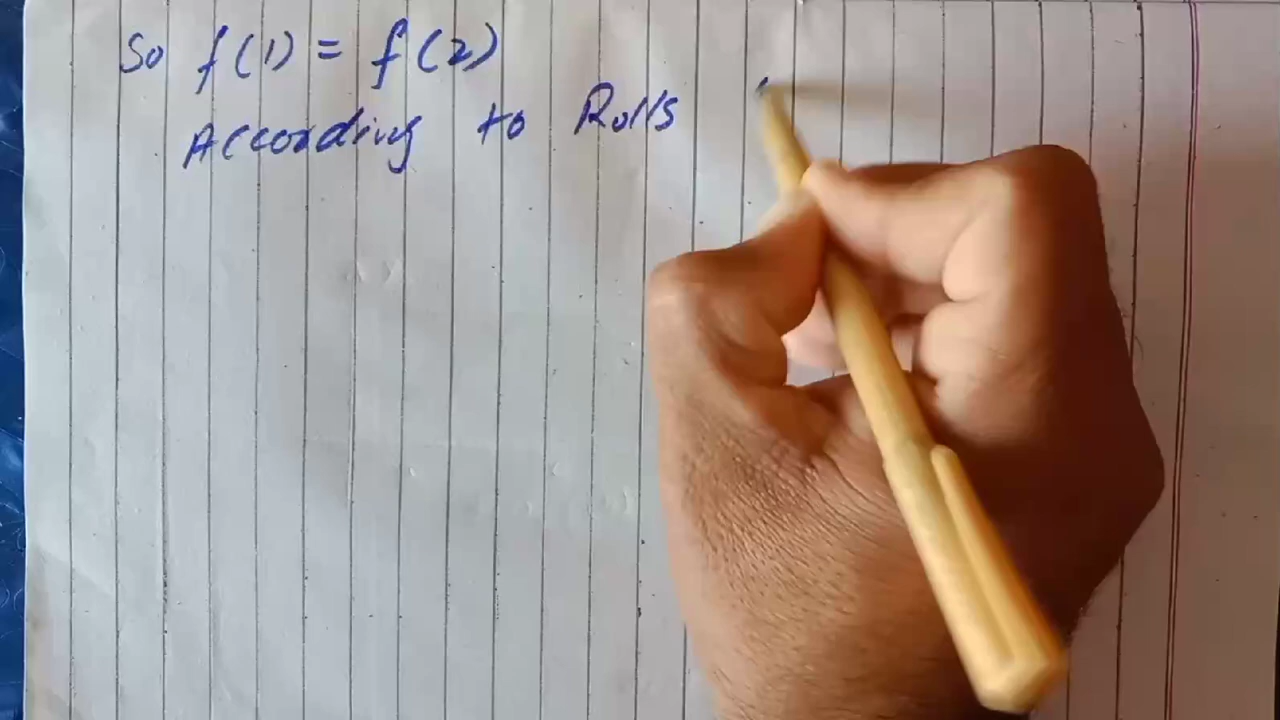 So f(1) = f(2)
According to Rolls